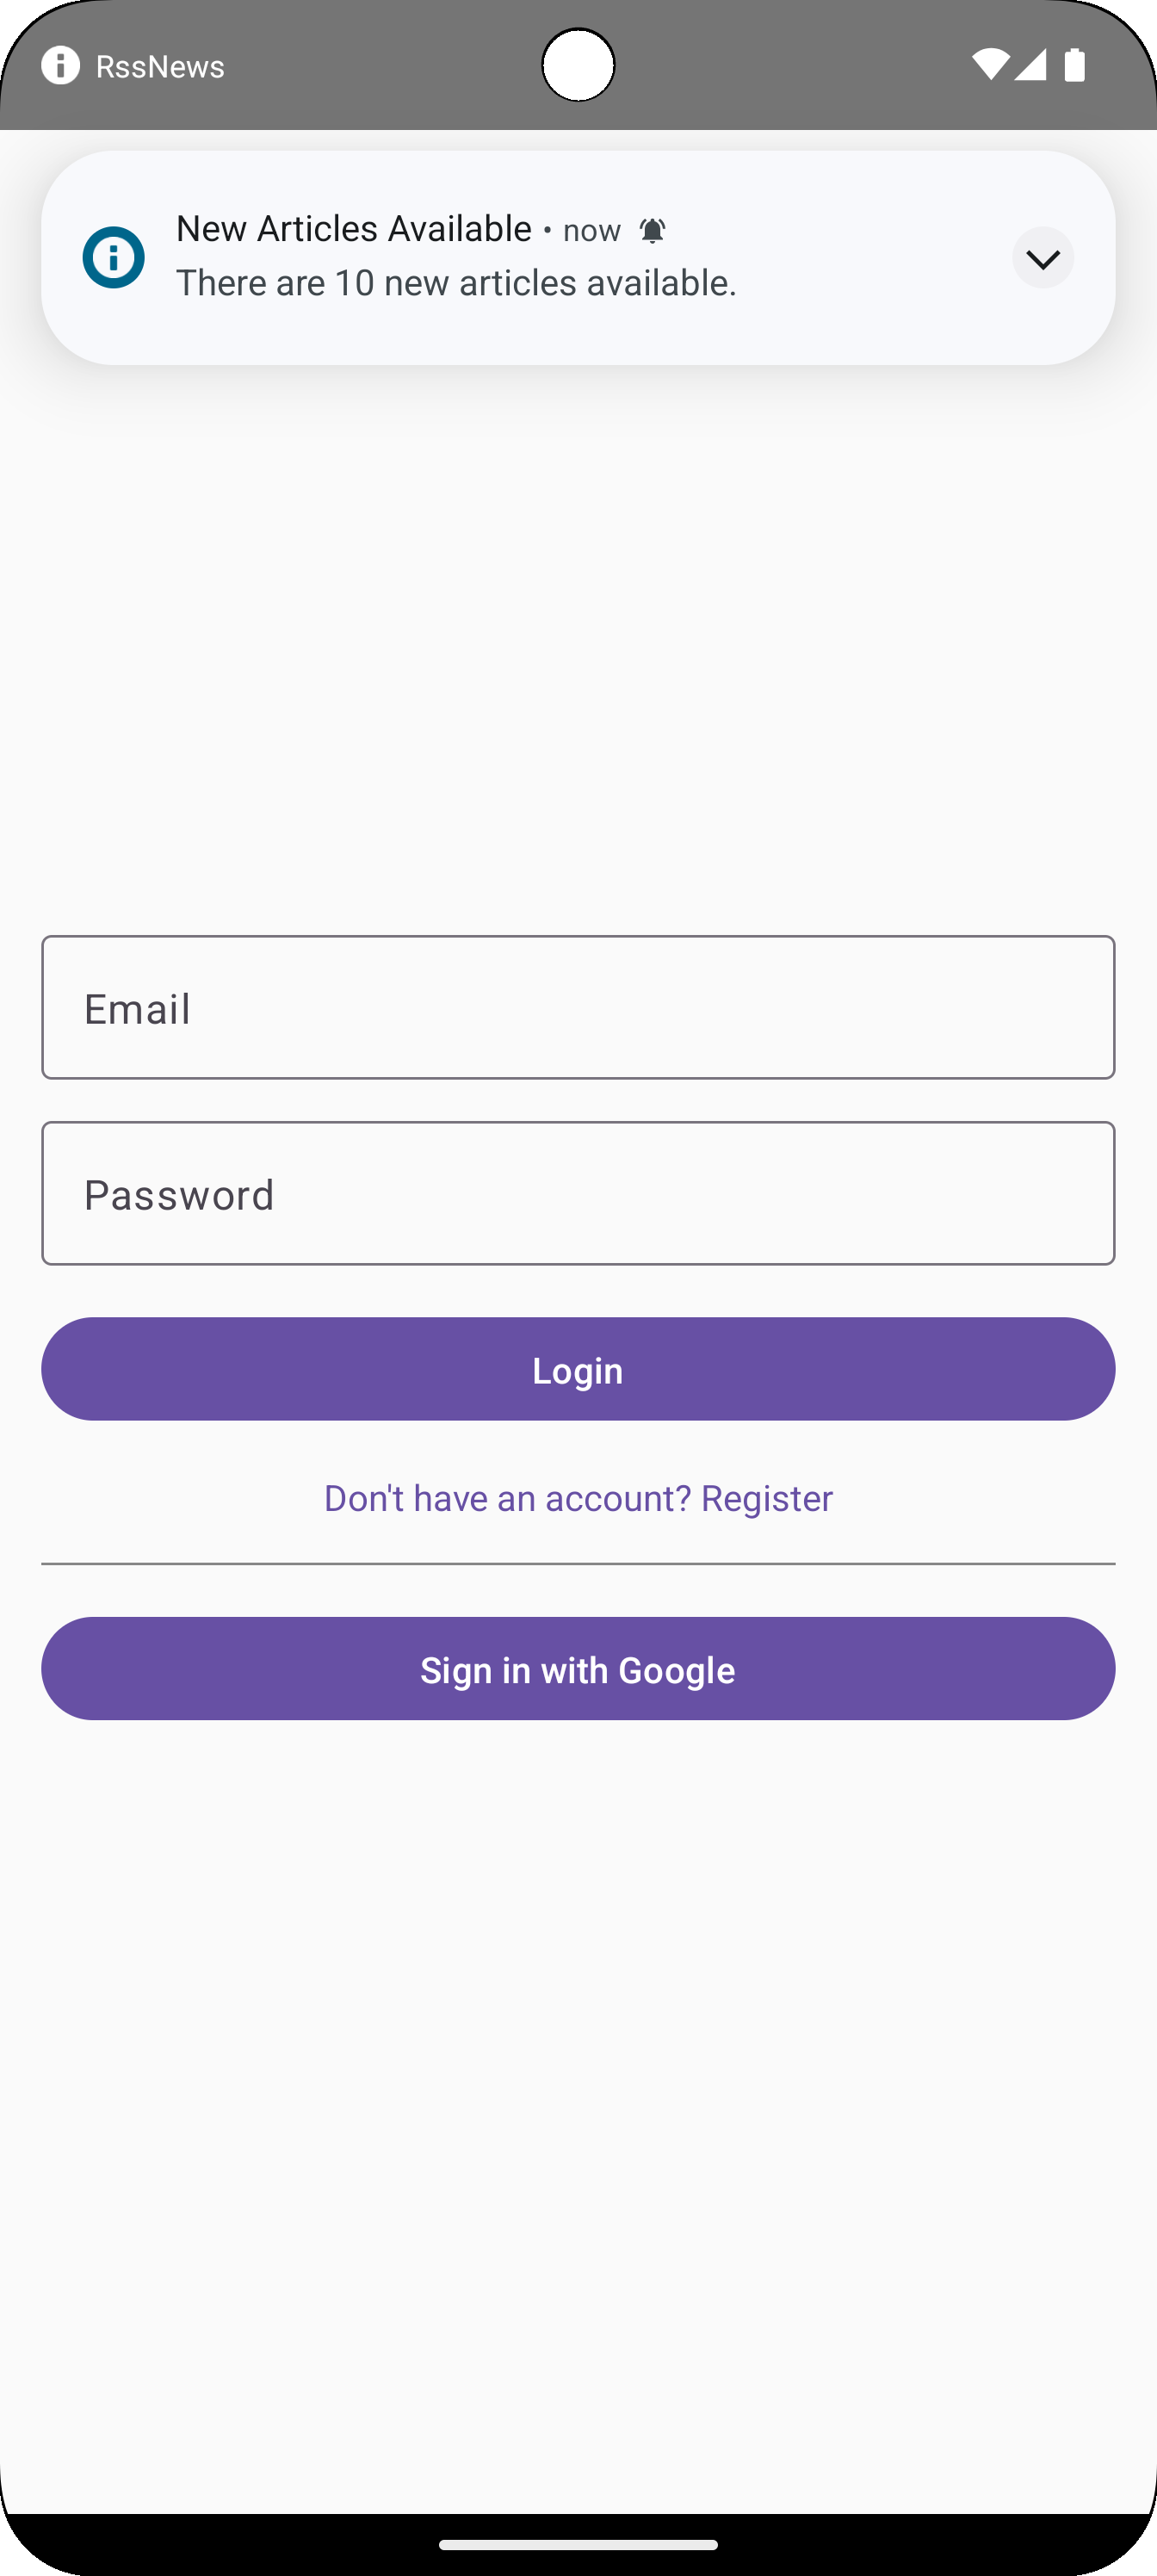 RssNews
New Articles Available • now
There are 10 new articles available.
Email
Password
Login
Don't have an account? Register
Sign in with Google